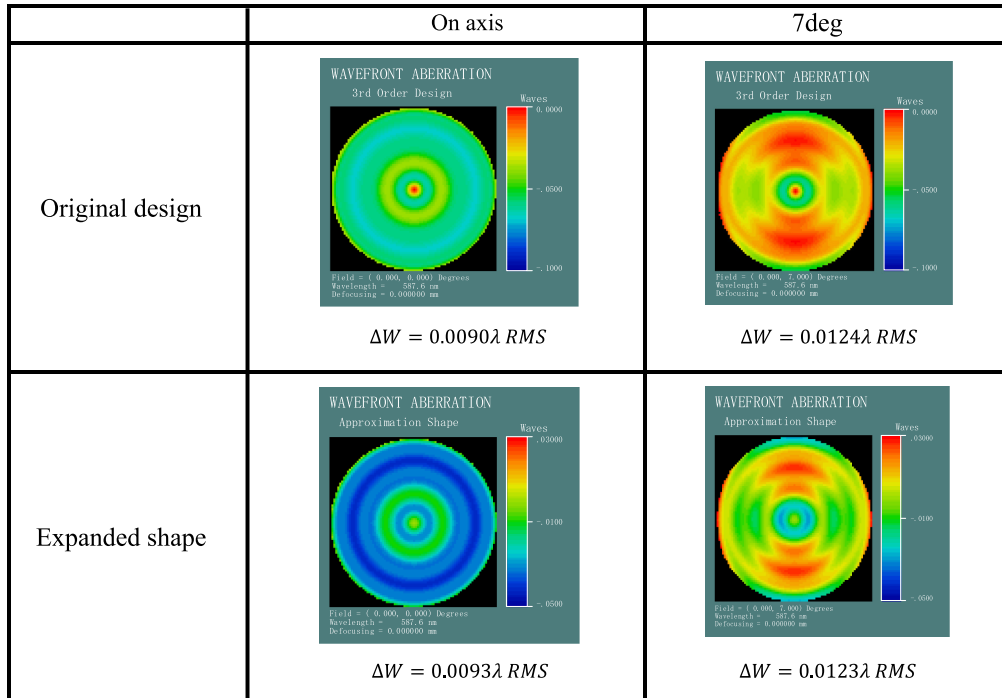 On axis
7deg
Original design
WAVEFRONT ABERRATION
3rd Order Design
Waves
0.0000
-.0500
-.1000
Field = ( 0.000, 0.000) Degrees
Wavelength = 587.6 nm
Defocusing = 0.000000 mm
ΔW = 0.0090λ RMS
WAVEFRONT ABERRATION
3rd Order Design
Waves
0.0000
-.0500
-.1000
Field = ( 0.000, 7.000) Degrees
Wavelength = 587.6 nm
Defocusing = 0.000000 mm
ΔW = 0.0124λ RMS
Expanded shape
WAVEFRONT ABERRATION
Approximation Shape
Waves
.03000
-.0100
-.0500
Field = ( 0.000, 0.000) Degrees
Wavelength = 587.6 nm
Defocusing = 0.000000 mm
ΔW = 0.0093λ RMS
WAVEFRONT ABERRATION
Approximation Shape
Waves
.03000
-.0100
-.0500
Field = ( 0.000, 7.000) Degrees
Wavelength = 587.6 nm
Defocusing = 0.000000 mm
ΔW = 0.0123λ RMS